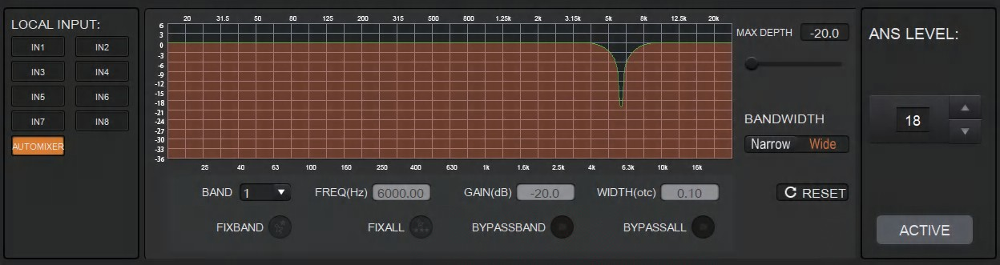 LOCAL INPUT:
IN1 IN2
IN3 IN4
IN5 IN6
IN7 IN8
AUTOMIXER
20 31.5 50 80 125 200 315 500 800 1.25k 2k 3.15k 5k 8k 12.5k 20k
6
3
0
-3
-6
-9
-12
-15
-18
-21
-24
-27
-30
-33
-36
25 40 63 100 160 250 400 630 1k 1.6k 2.5k 4k 6.3k 10k 16k
BAND 1 FREQ(Hz) 6000.00 GAIN(dB) -20.0 WIDTH(otc) 0.10
FIXBAND FIXALL BYPASSBAND BYPASSALL
MAX DEPTH -20.0
BANDWIDTH
Narrow Wide
RESET
ANS LEVEL:
18
ACTIVE